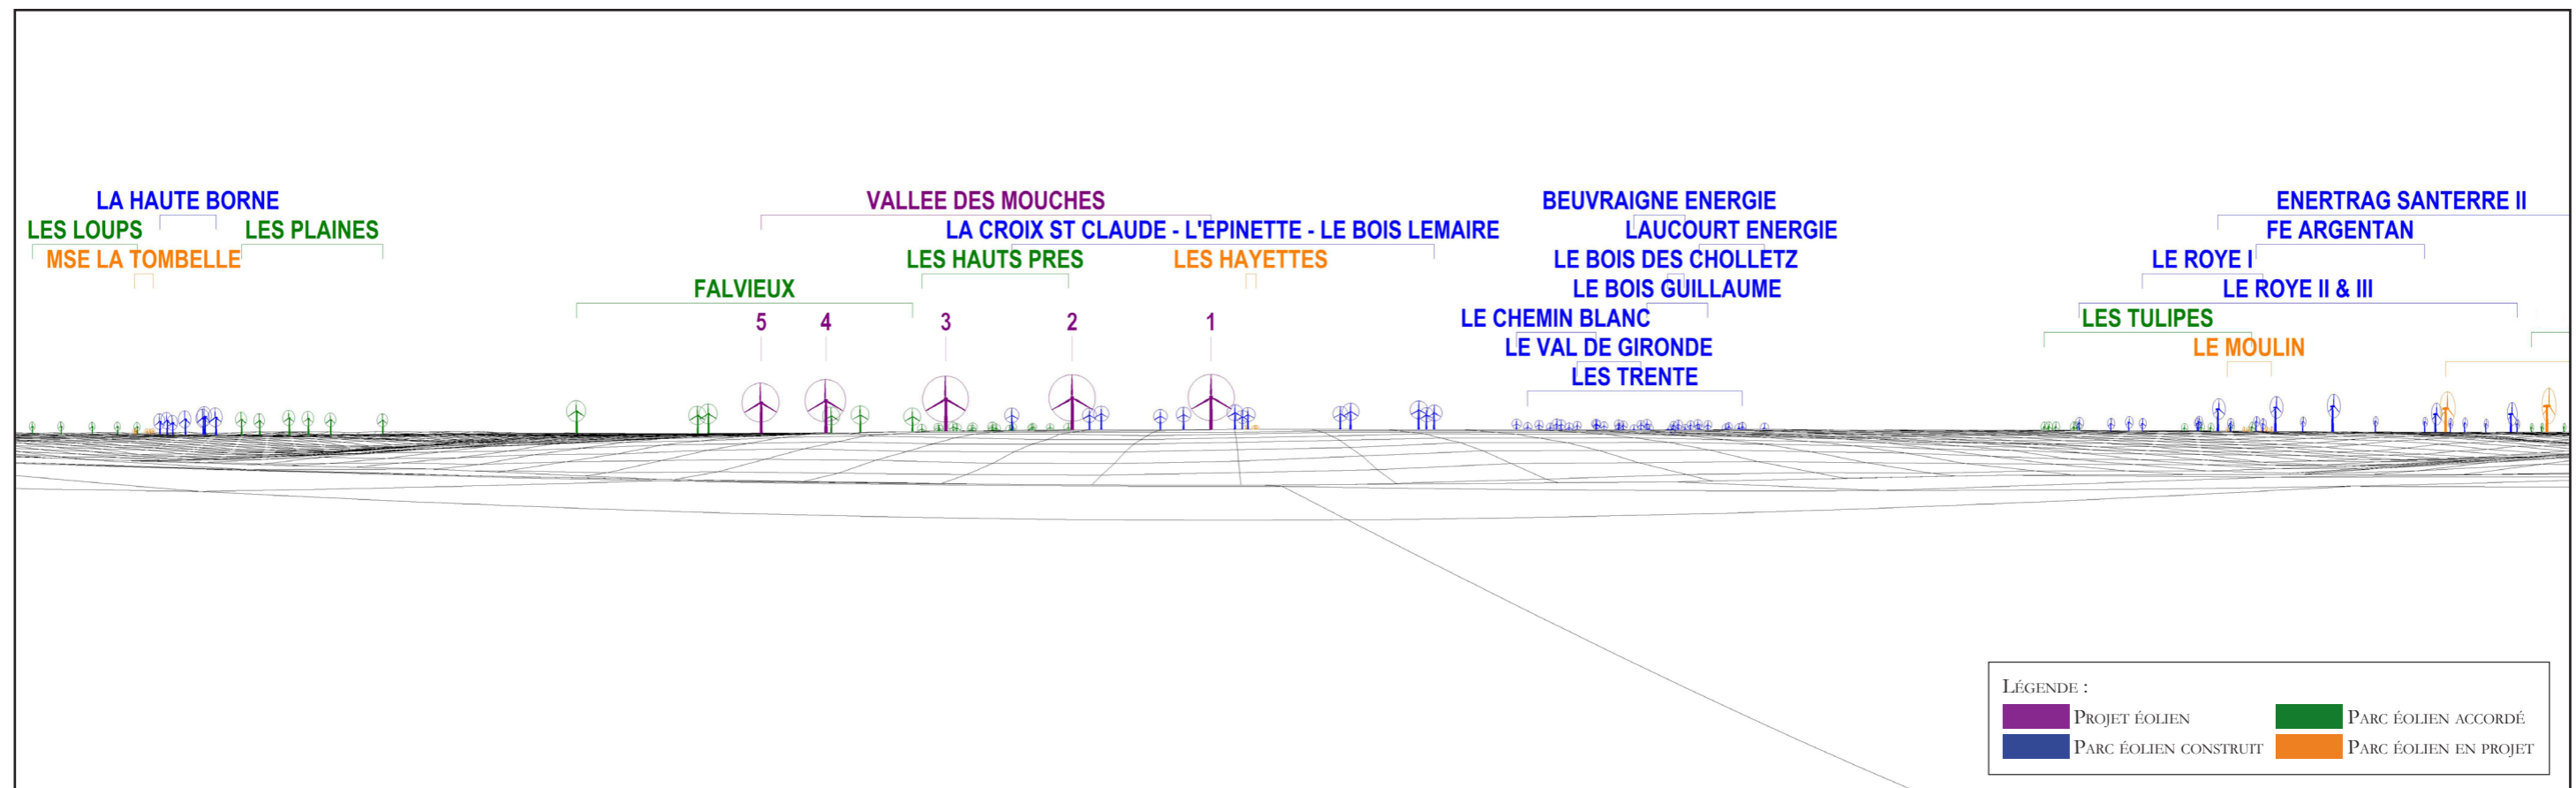 LA HAUTE BORNE
LES LOUPS
LES PLAINES
MSE LA TOMBELLE
VALLEE DES MOUCHES
LA CROIX ST CLAUDE - L'EPINETTE - LE BOIS LEMAIRE
LES HAUTS PRES
LES HAYETTES
FALVIEUX
5
4
3
2
1
BEUVRAIGNE ENERGIE
LAUCOURT ENERGIE
LE BOIS DES CHOLLETZ
LE BOIS GUILLAUME
LE CHEMIN BLANC
LE VAL DE GIRONDE
LES TRENTE
ENERTRAG SANTERRE II
FE ARGENTAN
LE ROYE I
LE ROYE II & III
LES TULIPES
LE MOULIN
LÉGENDE :
PROJET ÉOLIEN
PARC ÉOLIEN ACCORDÉ
PARC ÉOLIEN CONSTRUIT
PARC ÉOLIEN EN PROJET